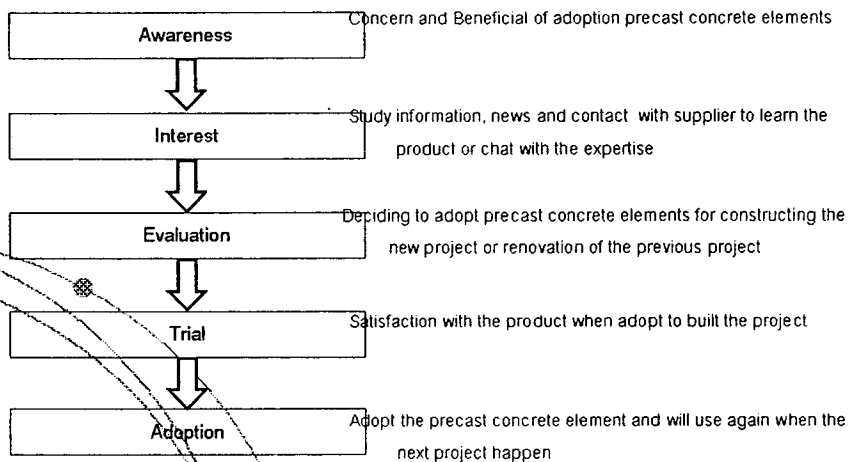 Awareness
Concern and Beneficial of adoption precast concrete elements
Interest
Study information, news and contact with supplier to learn the
product or chat with the expertise
Evaluation
Deciding to adopt precast concrete elements for constructing the
new project or renovation of the previous project
Trial
Satisfaction with the product when adopt to built the project
Adoption
Adopt the precast concrete element and will use again when the
next project happen